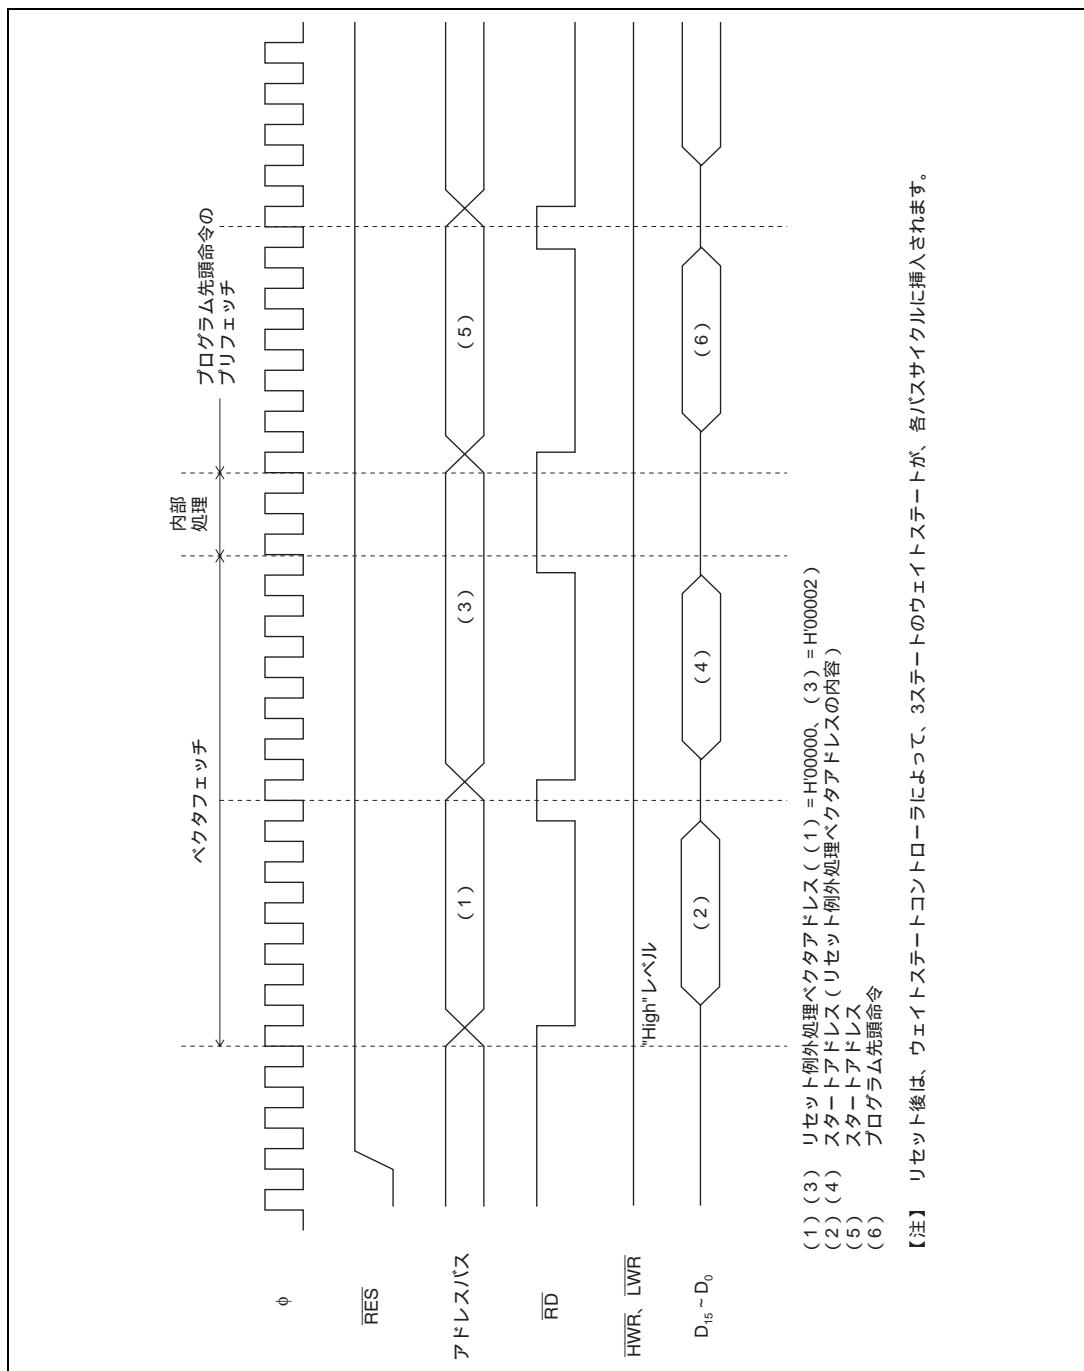 ベクタフェッチ
内部
処理
プログラム先頭命令の
プリフェッチ
φ
RES
アドレスバス
(1)
(3)
(5)
RD
HWR、LWR
"High"レベル
D15 ~ D0
(2)
(4)
(6)
(1)(3) リセット例外処理ベクタアドレス((1)=H'00000、(3)=H'00002)
(2)(4) スタートアドレス(リセット例外処理ベクタアドレスの内容)
(5) スタートアドレス
(6) プログラム先頭命令
【注】 リセット後は、ウェイトステートコントローラによって、3ステートのウェイトステートが、各バスサイクルに挿入されます。